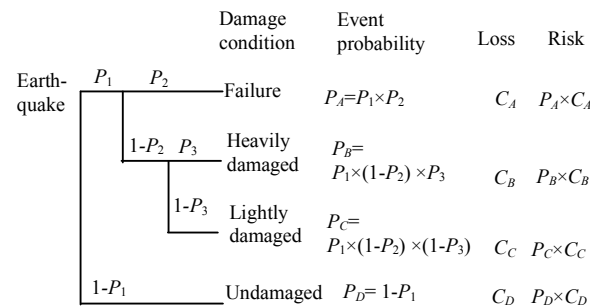 Damage condition Event probability Loss Risk
Earth-quake P1 P2 Failure PA=P1×P2 CA PA×CA
1-P2 P3 Heavily damaged PB= P1×(1-P2) ×P3 CB PB×CB
1-P3 Lightly damaged PC= P1×(1-P2) ×(1-P3) CC PC×CC
1-P1 Undamaged PD= 1-P1 CD PD×CD